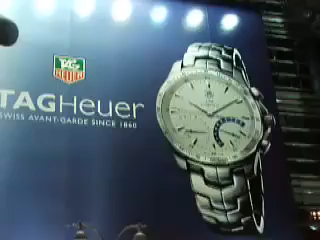 TAG
HEUER
TAGHeuer
SWISS AVANT-GARDE SINCE 1860